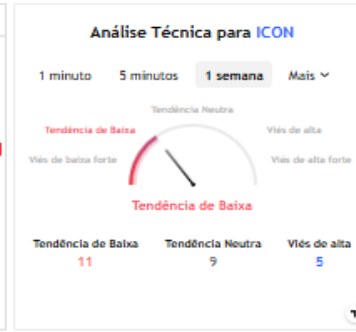 Análise Técnica para ICON
1 minuto 5 minutos 1 semana Mais
Tendência Neutra
Tendência de Baixa Viés de alta
Viés de baixa forte Viés de alta forte
Tendência de Baixa
Tendência de Baixa Tendência Neutra Viés de alta
11 9 5